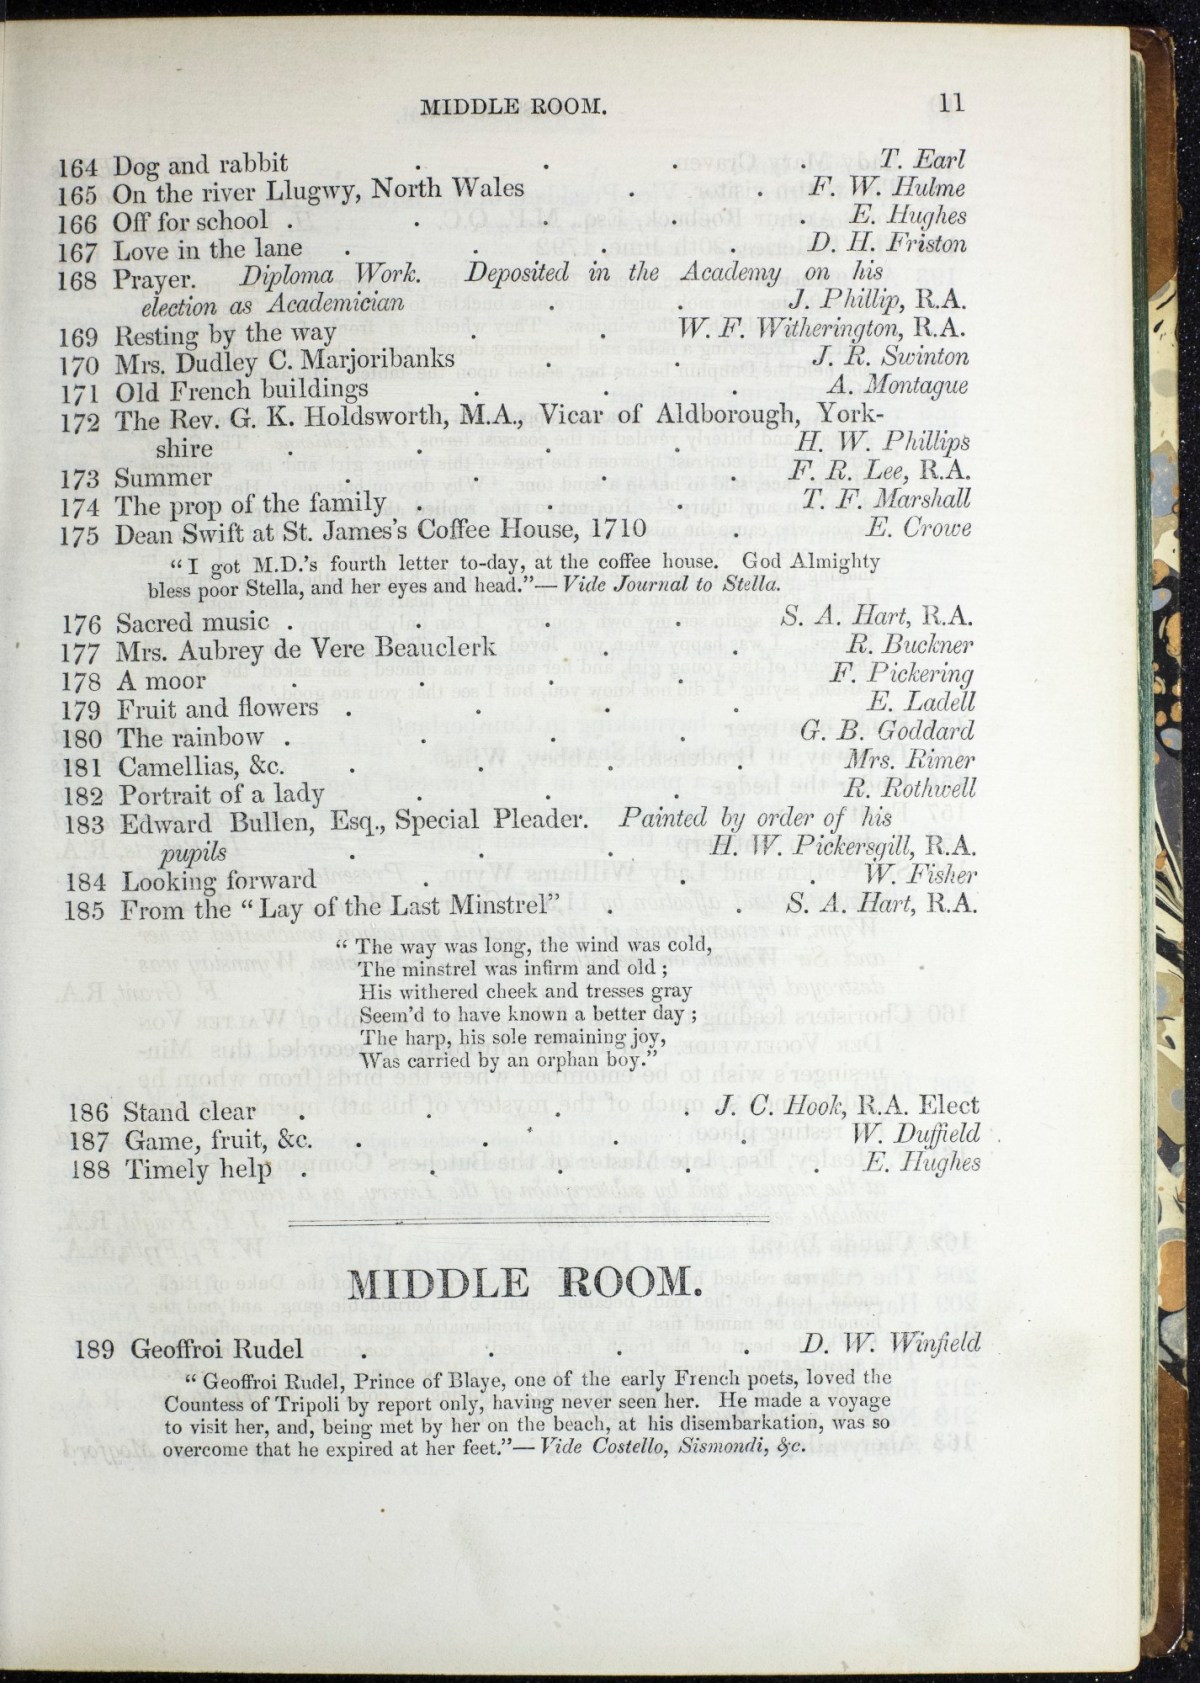 MIDDLE ROOM. 11
164 Dog and rabbit . . . . T. Earl
165 On the river Llugwy, North Wales . . F. W. Hulme
166 Off for school . . . . . E. Hughes
167 Love in the lane . . . . D. H. Friston
168 Prayer. Diploma Work. Deposited in the Academy on his
election as Academician . . J. Phillip, R.A.
169 Resting by the way . . W. F. Witherington, R.A.
170 Mrs. Dudley C. Marjoribanks . . J. R. Swinton
171 Old French buildings . . . A. Montague
172 The Rev. G. K. Holdsworth, M.A., Vicar of Aldborough, York-
shire . . . . H. W. Phillips
173 Summer . . . . F. R. Lee, R.A.
174 The prop of the family . . . T. F. Marshall
175 Dean Swift at St. James's Coffee House, 1710 . E. Crowe
“I got M.D.'s fourth letter to-day, at the coffee house. God Almighty
bless poor Stella, and her eyes and head.”—Vide Journal to Stella.
176 Sacred music . . . . S. A. Hart, R.A.
177 Mrs. Aubrey de Vere Beauclerk . . R. Buckner
178 A moor . . . . F. Pickering
179 Fruit and flowers . . . . E. Ladell
180 The rainbow . . . . G. B. Goddard
181 Camellias, &c. . . . . Mrs. Rimer
182 Portrait of a lady . . . R. Rothwell
183 Edward Bullen, Esq., Special Pleader. Painted by order of his
pupils . . . H. W. Pickersgill, R.A.
184 Looking forward . . . . W. Fisher
185 From the “Lay of the Last Minstrel” . . S. A. Hart, R.A.
“The way was long, the wind was cold,
The minstrel was infirm and old;
His withered cheek and tresses gray
Seem'd to have known a better day;
The harp, his sole remaining joy,
Was carried by an orphan boy.”
186 Stand clear . . . . J. C. Hook, R.A. Elect
187 Game, fruit, &c. . . . . W. Duffield
188 Timely help . . . . . E. Hughes
MIDDLE ROOM.
189 Geoffroi Rudel . . . . D. W. Winfield
“Geoffroi Rudel, Prince of Blaye, one of the early French poets, loved the
Countess of Tripoli by report only, having never seen her. He made a voyage
to visit her, and, being met by her on the beach, at his disembarkation, was so
overcome that he expired at her feet.”—Vide Costello, Sismondi, &c.